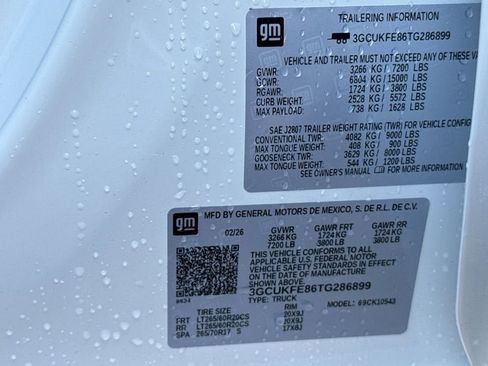 gm
TRAILERING INFORMATION
3GCUKFE86TG286899
VEHICLE AND TRAILER MUST NOT EXCEED ANY OF THESE
GVWR: 3266 KG / 7200 LBS
GCWR: 6804 KG / 15000 LBS
RGAWR: 1724 KG / 3800 LBS
CURB WEIGHT: 2528 KG / 5572 LBS
MAX PAYLOAD: 738 KG / 1628 LBS
SAE J2807 TRAILER WEIGHT RATING (TWR) FOR VEHICLE
CONVENTIONAL TWR: 4082 KG / 9000 LBS
MAX TONGUE WEIGHT: 408 KG / 900 LBS
GOOSENECK TWR: 3629 KG / 8000 LBS
MAX TONGUE WEIGHT: 544 KG / 1200 LBS
SEE OWNER'S MANUAL
gm
MFD BY GENERAL MOTORS DE MEXICO, S. DE R.L. DE C.V.
02/26 GVWR GAWR FRT GAWR RR
3266 KG 1724 KG 1724 KG
7200 LB 3800 LB 3800 LB
THIS VEHICLE CONFORMS TO ALL
APPLICABLE U.S. FEDERAL MOTOR
VEHICLE SAFETY STANDARDS IN EFFECT
ON THE DATE OF MANUFACTURE
SHOWN ABOVE.
3GCUKFE86TG286899
TYPE: TRUCK MODEL: 69CK10543
TIRE SIZE RIM
FRT LT265/60R20CS 20X9J
RR LT265/60R20CS 20X9J
SPA 265/70R17 S 17X8J